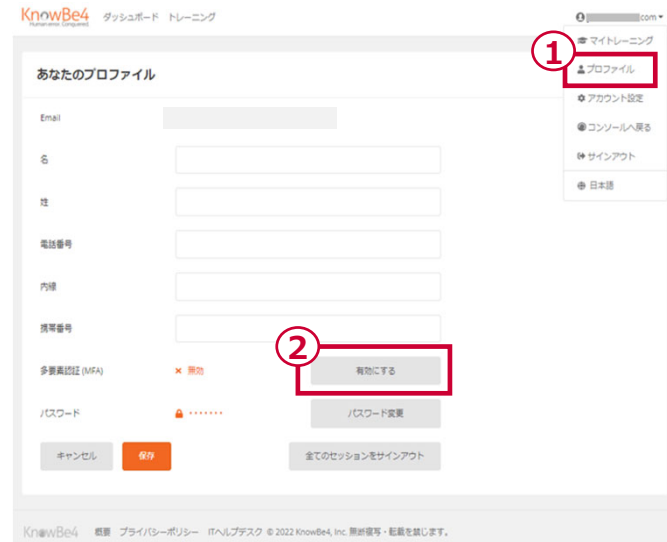 KnowBe4 ダッシュボード トレーニング
Human error. Conquered.
com
① マイトレーニング
プロファイル
アカウント設定
コンソールへ戻る
サインアウト
日本語
あなたのプロファイル
Email
名
姓
電話番号
内線
携帯番号
②
多要素認証 (MFA) × 無効 有効にする
パスワード ······· パスワード変更
キャンセル 保存 全てのセッションをサインアウト
KnowBe4 概要 プライバシーポリシー ITヘルプデスク © 2022 KnowBe4, Inc. 無断複写・転載を禁じます。